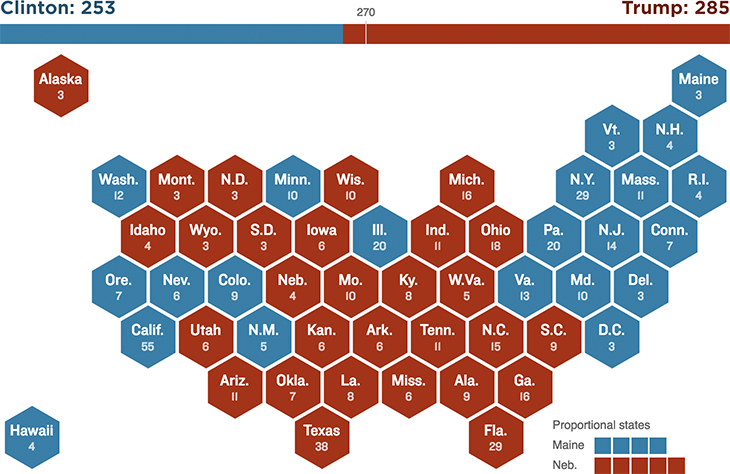 Clinton: 253
270
Trump: 285
Alaska
3
Maine
3
Vt.
3
N.H.
4
Wash.
12
Mont.
3
N.D.
3
Minn.
10
Wis.
10
Mich.
16
N.Y.
29
Mass.
11
R.I.
4
Idaho
4
Wyo.
3
S.D.
3
Iowa
6
Ill.
20
Ind.
11
Ohio
18
Pa.
20
N.J.
14
Conn.
7
Ore.
7
Nev.
6
Colo.
9
Neb.
4
Mo.
10
Ky.
8
W.Va.
5
Va.
13
Md.
10
Del.
3
Calif.
55
Utah
6
N.M.
5
Kan.
6
Ark.
6
Tenn.
11
N.C.
15
S.C.
9
D.C.
3
Ariz.
11
Okla.
7
La.
8
Miss.
6
Ala.
9
Ga.
16
Hawaii
4
Texas
38
Fla.
29
Proportional states
Maine
Neb.